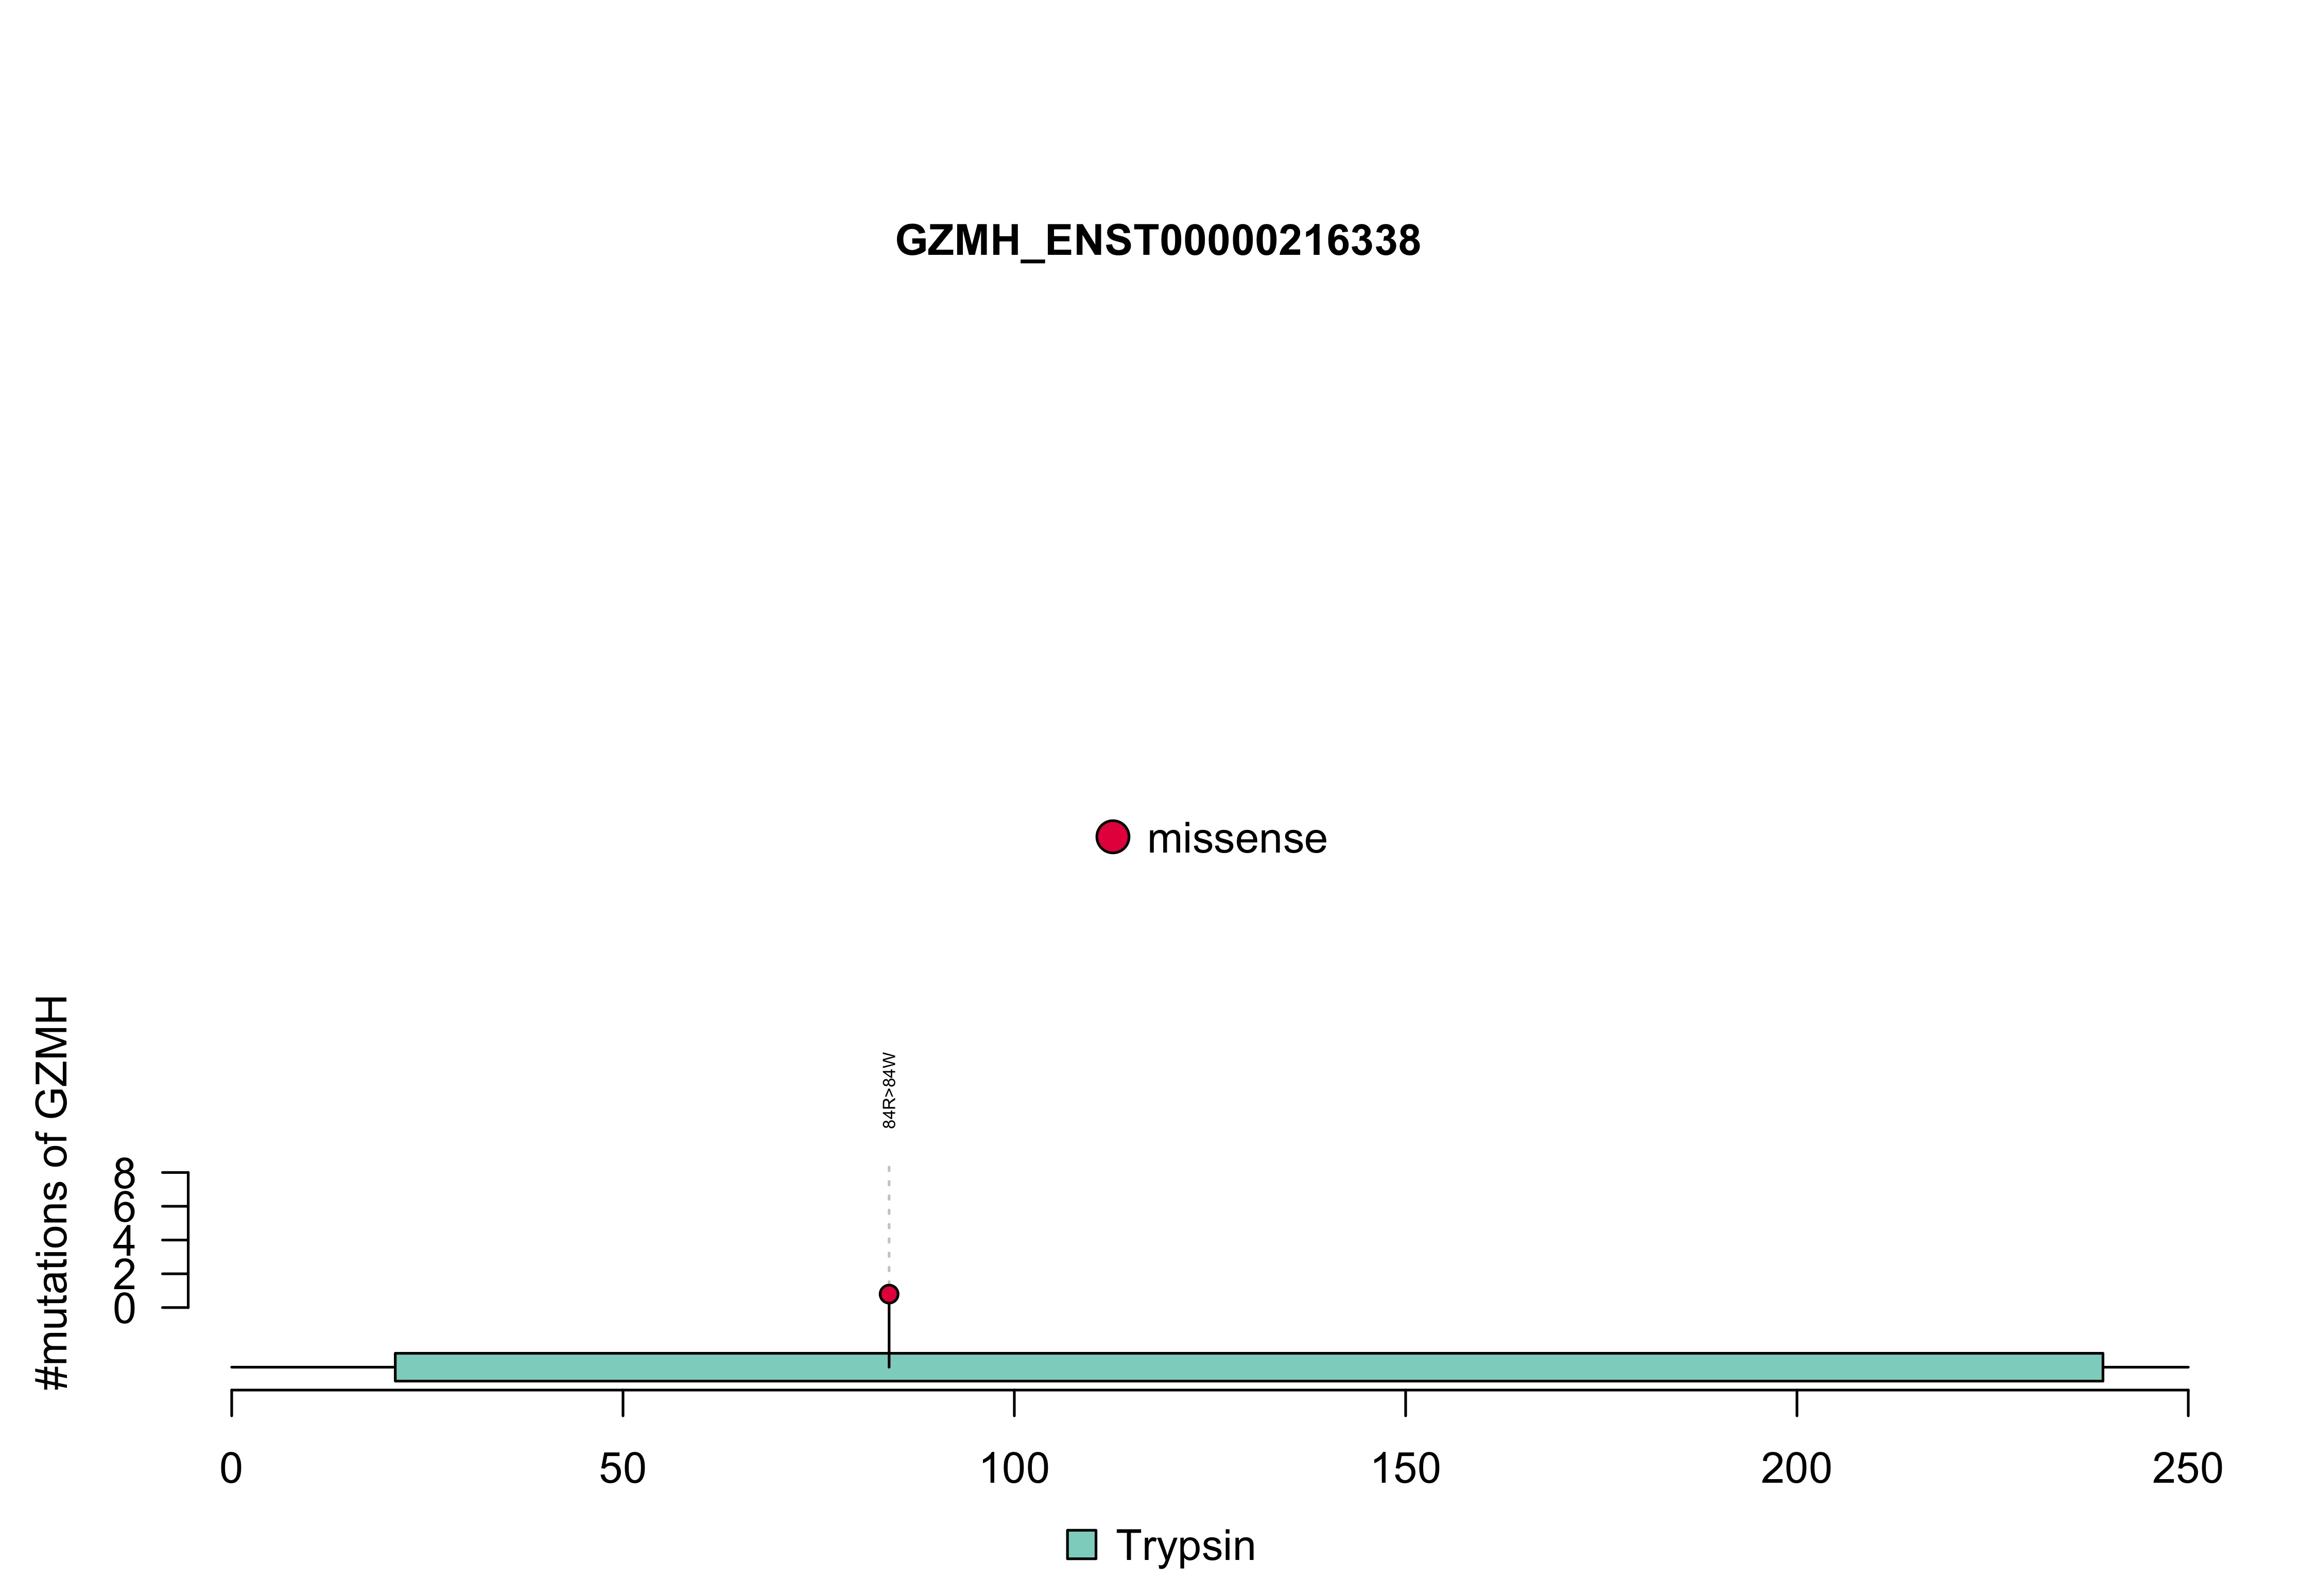 GZMH_ENST00000216338
missense
#mutations of GZMH
84R>84W
8
6
4
2
0
0 50 100 150 200 250
Trypsin